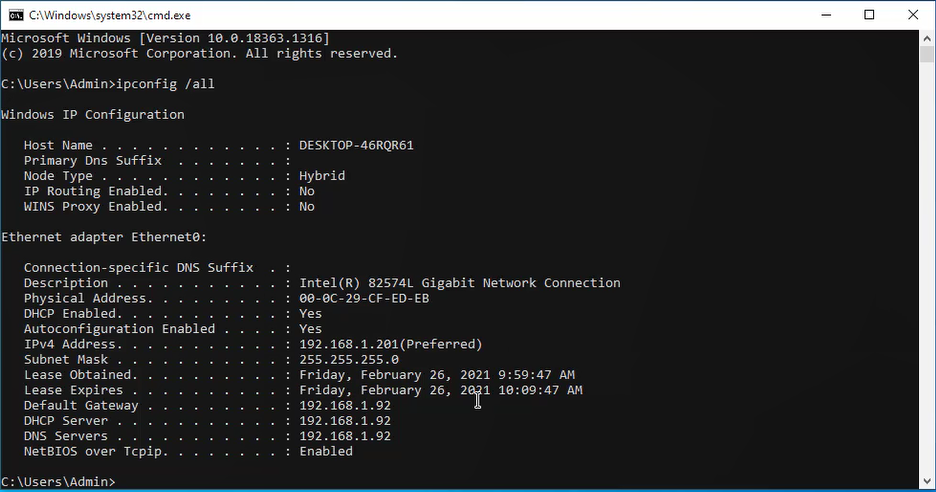 C:\Windows\system32\cmd.exe
Microsoft Windows [Version 10.0.18363.1316]
(c) 2019 Microsoft Corporation. All rights reserved.
C:\Users\Admin>ipconfig /all
Windows IP Configuration
Host Name . . . . . . . . . . . . : DESKTOP-46RQR61
Primary Dns Suffix  . . . . . . . :
Node Type . . . . . . . . . . . . : Hybrid
IP Routing Enabled. . . . . . . . : No
WINS Proxy Enabled. . . . . . . . : No
Ethernet adapter Ethernet0:
Connection-specific DNS Suffix  . :
Description . . . . . . . . . . . : Intel(R) 82574L Gigabit Network Connection
Physical Address. . . . . . . . . : 00-0C-29-CF-ED-EB
DHCP Enabled. . . . . . . . . . . : Yes
Autoconfiguration Enabled . . . . : Yes
IPv4 Address. . . . . . . . . . . : 192.168.1.201(Preferred)
Subnet Mask . . . . . . . . . . . : 255.255.255.0
Lease Obtained. . . . . . . . . . : Friday, February 26, 2021 9:59:47 AM
Lease Expires . . . . . . . . . . : Friday, February 26, 2021 10:09:47 AM
Default Gateway . . . . . . . . . : 192.168.1.92
DHCP Server . . . . . . . . . . . : 192.168.1.92
DNS Servers . . . . . . . . . . . : 192.168.1.92
NetBIOS over Tcpip. . . . . . . . : Enabled
C:\Users\Admin>